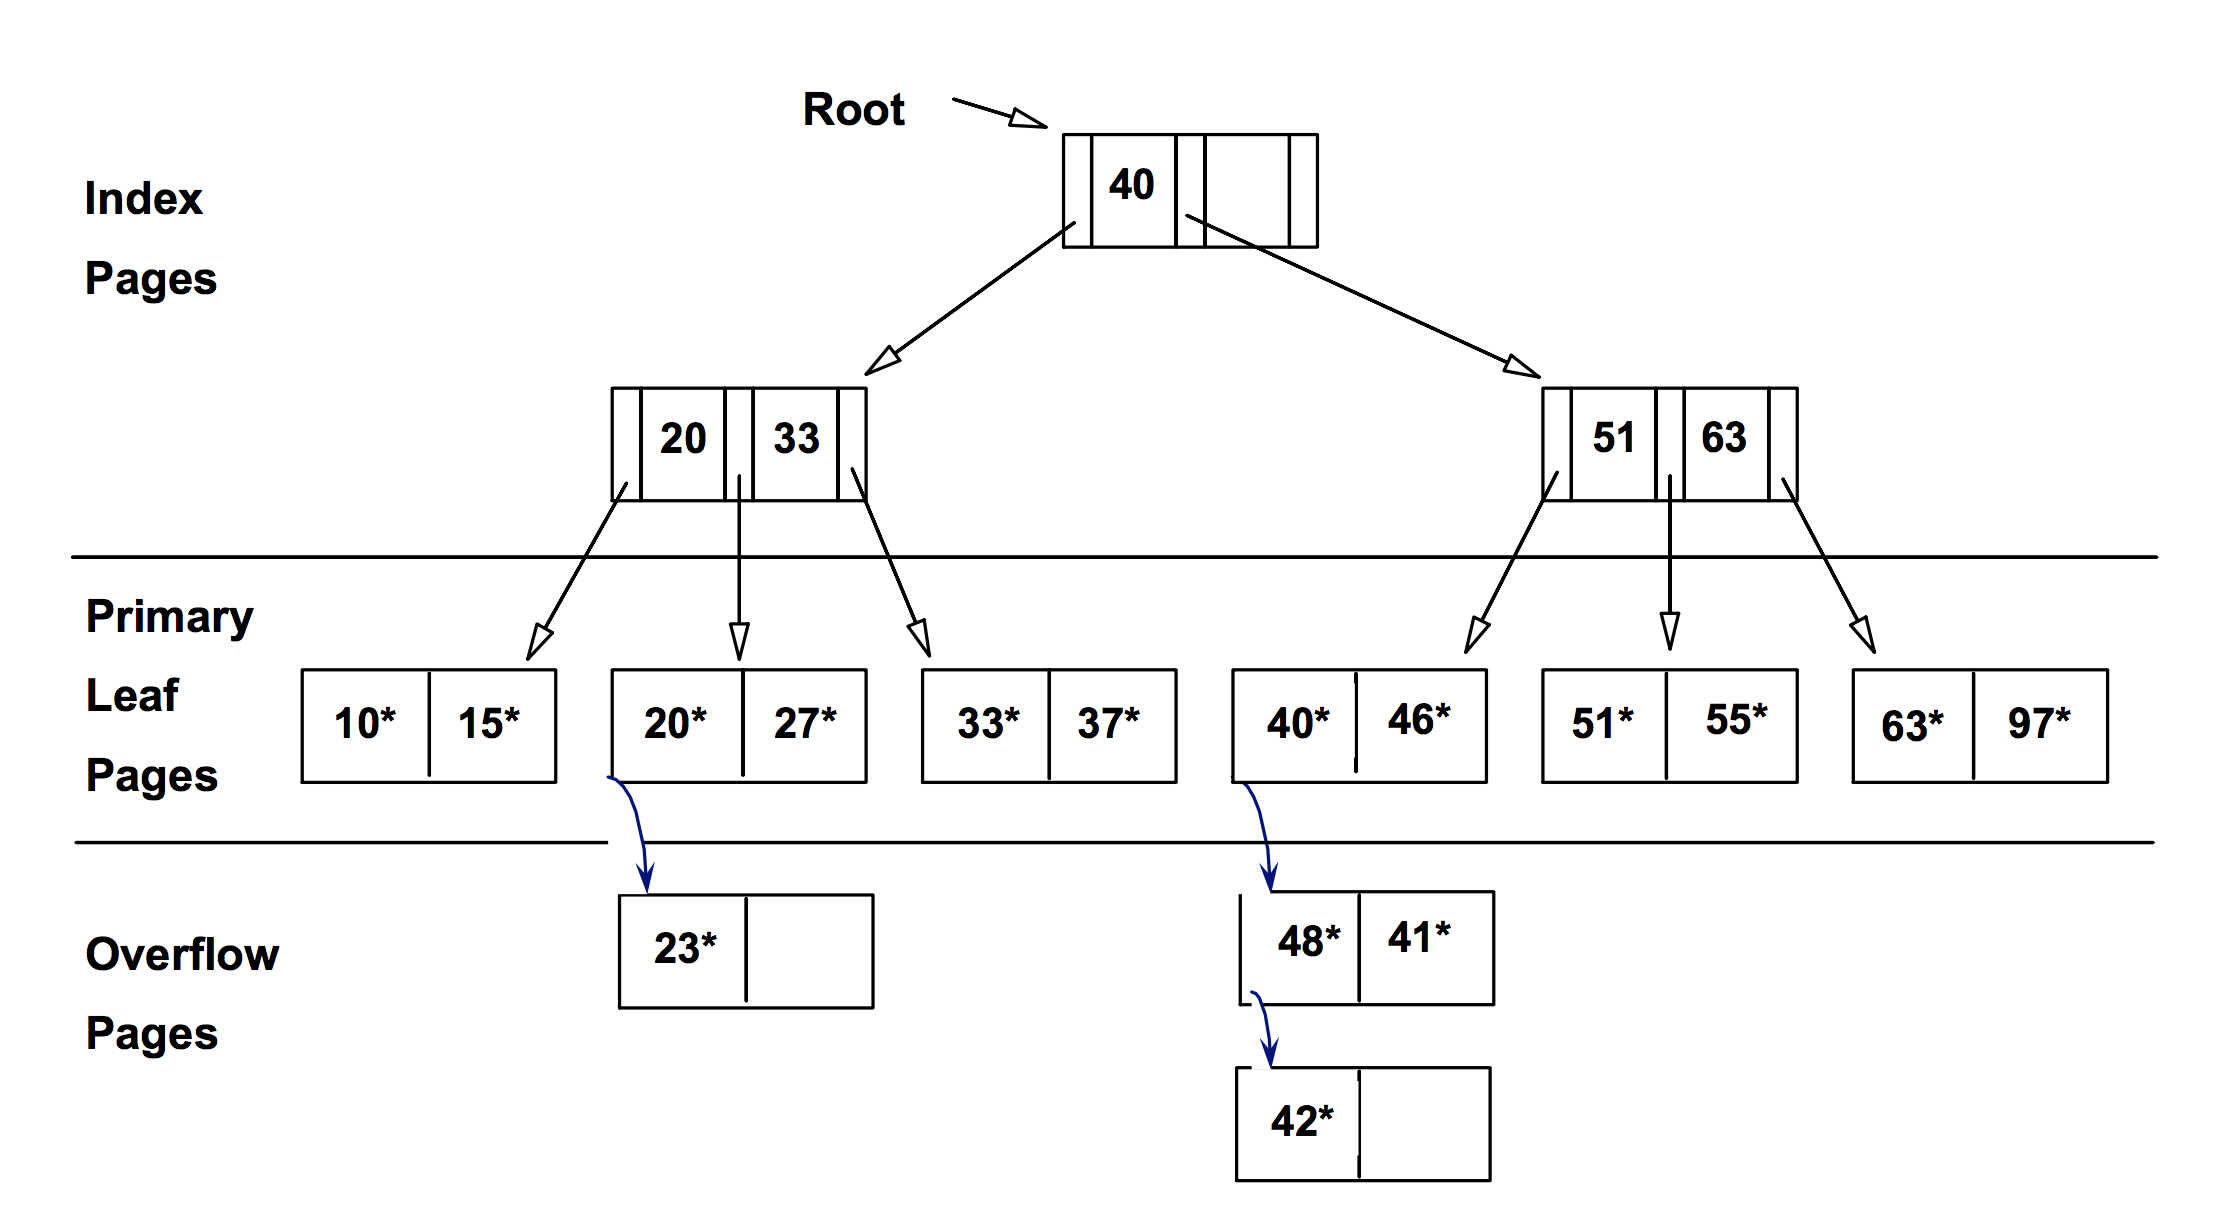 Root
40
Index
Pages
20 33
51 63
Primary
Leaf
Pages
10* 15*
20* 27*
33* 37*
40* 46*
51* 55*
63* 97*
Overflow
Pages
23*
48* 41*
42*